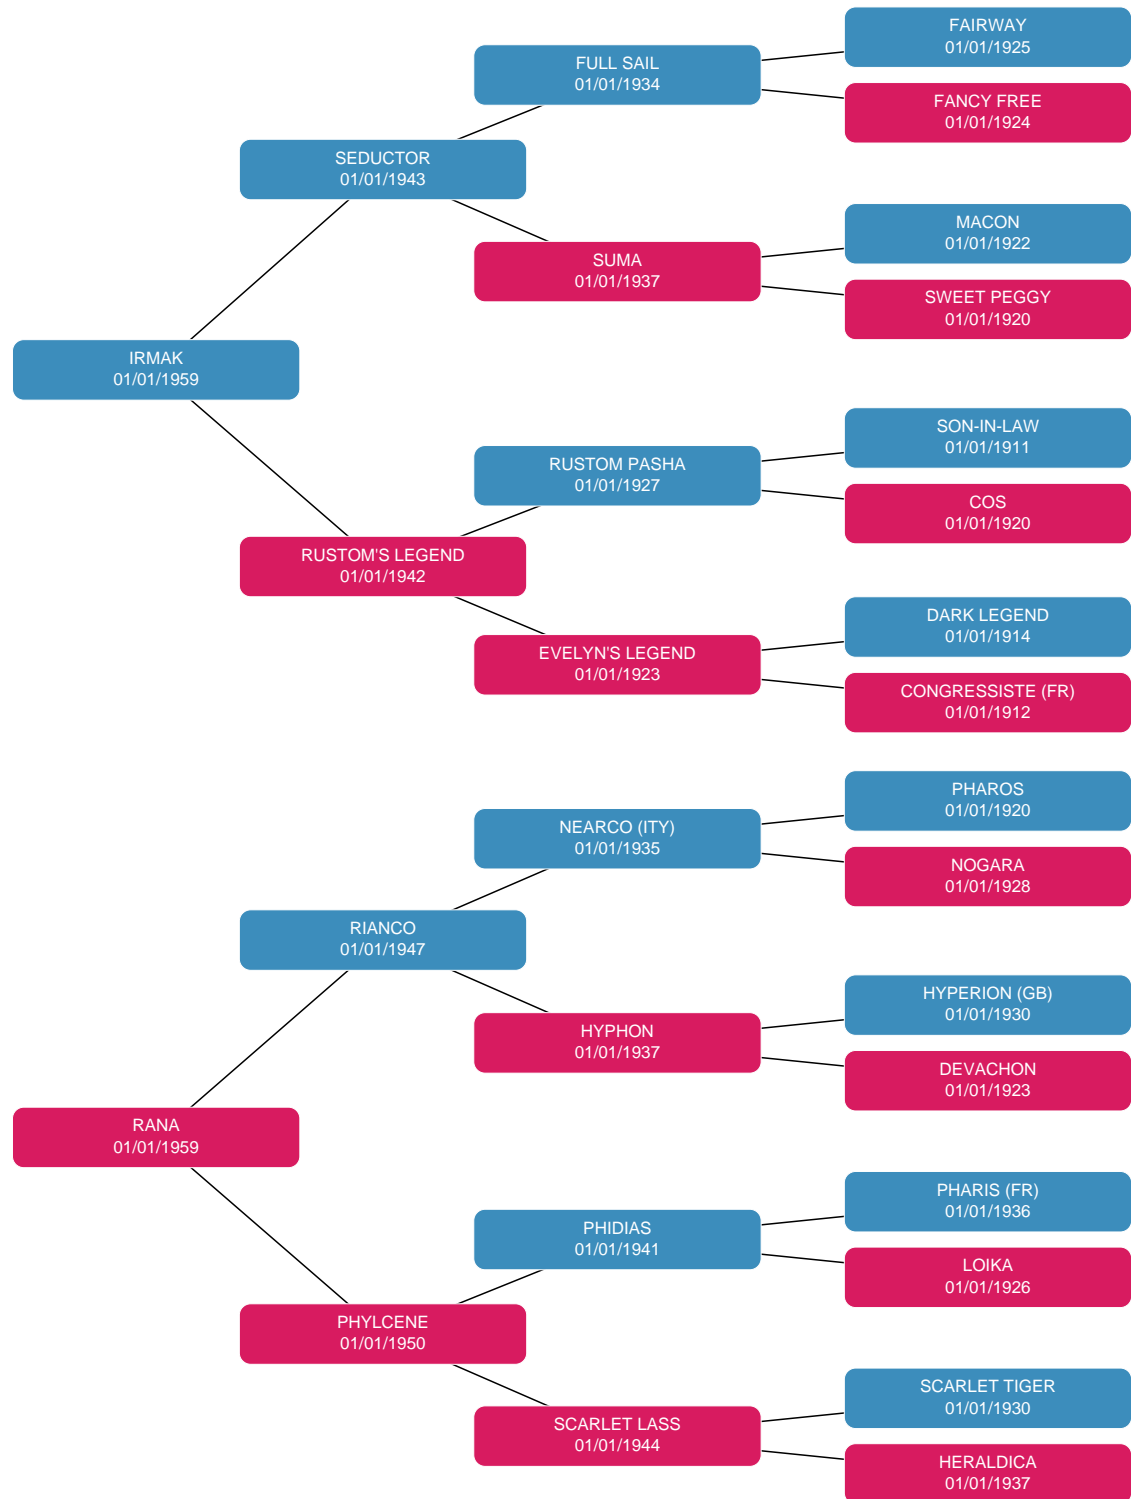 FAIRWAY
01/01/1925
FULL SAIL
01/01/1934
FANCY FREE
01/01/1924
SEDUCTOR
01/01/1943
MACON
01/01/1922
SUMA
01/01/1937
SWEET PEGGY
01/01/1920
IRMAK
01/01/1959
SON-IN-LAW
01/01/1911
RUSTOM PASHA
01/01/1927
COS
01/01/1920
RUSTOM'S LEGEND
01/01/1942
DARK LEGEND
01/01/1914
EVELYN'S LEGEND
01/01/1923
CONGRESSISTE (FR)
01/01/1912
PHAROS
01/01/1920
NEARCO (ITY)
01/01/1935
NOGARA
01/01/1928
RIANCO
01/01/1947
HYPERION (GB)
01/01/1930
HYPHON
01/01/1937
DEVACHON
01/01/1923
RANA
01/01/1959
PHARIS (FR)
01/01/1936
PHIDIAS
01/01/1941
LOIKA
01/01/1926
PHYLCENE
01/01/1950
SCARLET TIGER
01/01/1930
SCARLET LASS
01/01/1944
HERALDICA
01/01/1937